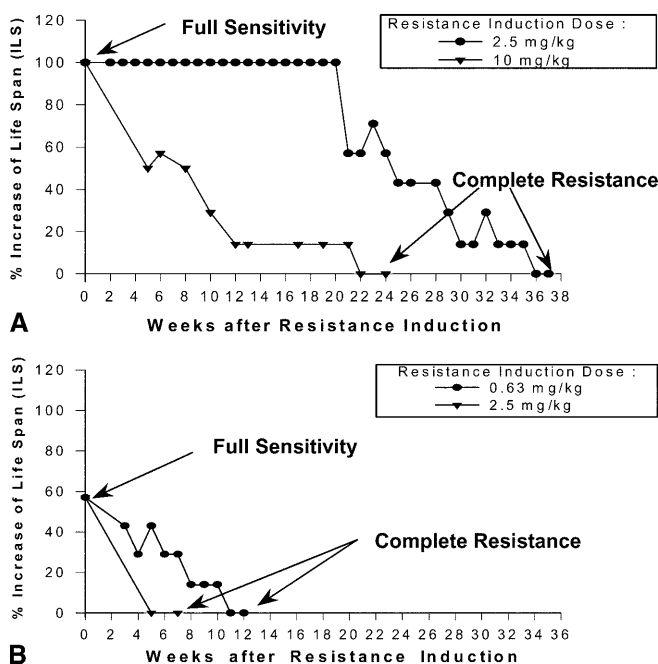 Full Sensitivity
Resistance Induction Dose :
2.5 mg/kg
10 mg/kg
% Increase of Life Span (ILS)
120
100
80
60
40
20
0
Complete Resistance
0 2 4 6 8 10 12 14 16 18 20 22 24 26 28 30 32 34 36 38
A
Weeks after Resistance Induction
Resistance Induction Dose :
0.63 mg/kg
2.5 mg/kg
% Increase of Life Span (ILS)
120
100
80
60
40
20
0
Full Sensitivity
Complete Resistance
0 2 4 6 8 10 12 14 16 18 20 22 24 26 28 30 32 34 36
B
Weeks after Resistance Induction